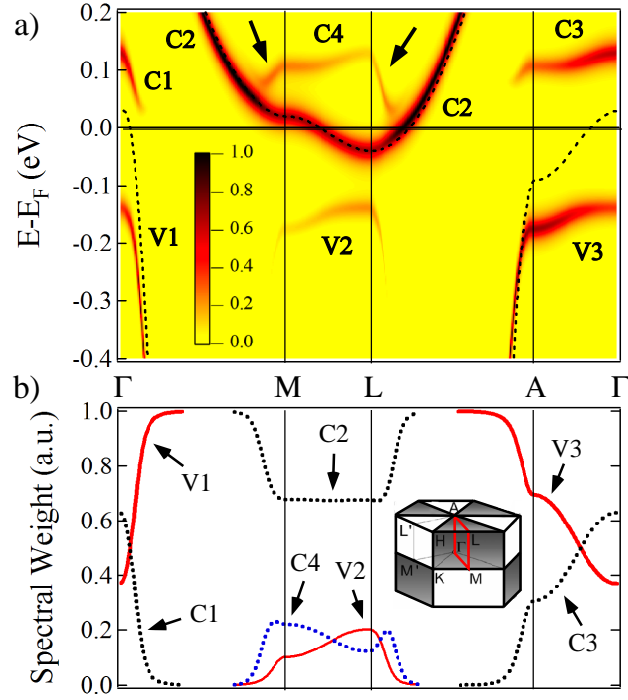 a)
C2
C4
C3
C1
C2
V1
V2
V3
0.2
0.1
0.0
-0.1
-0.2
-0.3
-0.4
E-E_F (eV)
1.0
0.8
0.6
0.4
0.2
0.0
Γ M L A Γ
b)
1.0
0.8
0.6
0.4
0.2
0.0
Spectral Weight (a.u.)
V1
C2
V3
C4
V2
C1
C3
A
L'
H
L
Γ
M'
K
M